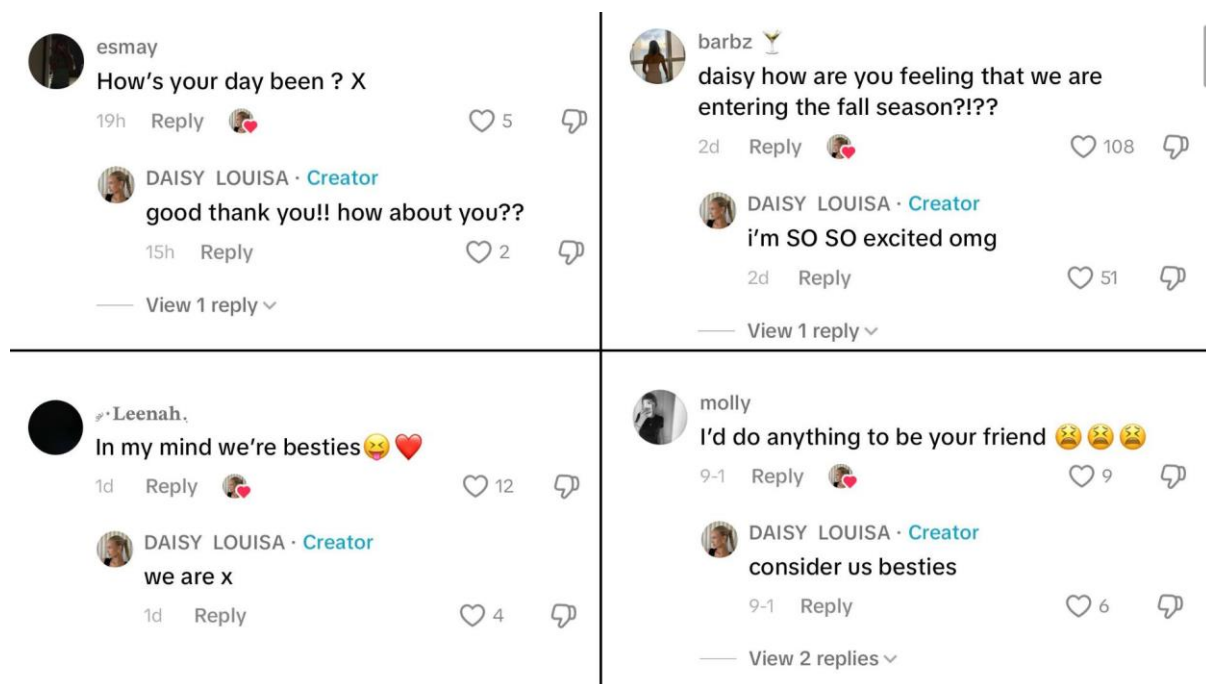 esmay
How's your day been ? X
19h Reply 5
DAISY LOUISA · Creator
good thank you!! how about you??
15h Reply 2
View 1 reply
barbz 🍸
daisy how are you feeling that we are
entering the fall season?!??
2d Reply 108
DAISY LOUISA · Creator
i'm SO SO excited omg
2d Reply 51
View 1 reply
·Leenah.
In my mind we're besties😝❤️
1d Reply 12
DAISY LOUISA · Creator
we are x
1d Reply 4
molly
I'd do anything to be your friend 😫😫😫
9-1 Reply 9
DAISY LOUISA · Creator
consider us besties
9-1 Reply 6
View 2 replies